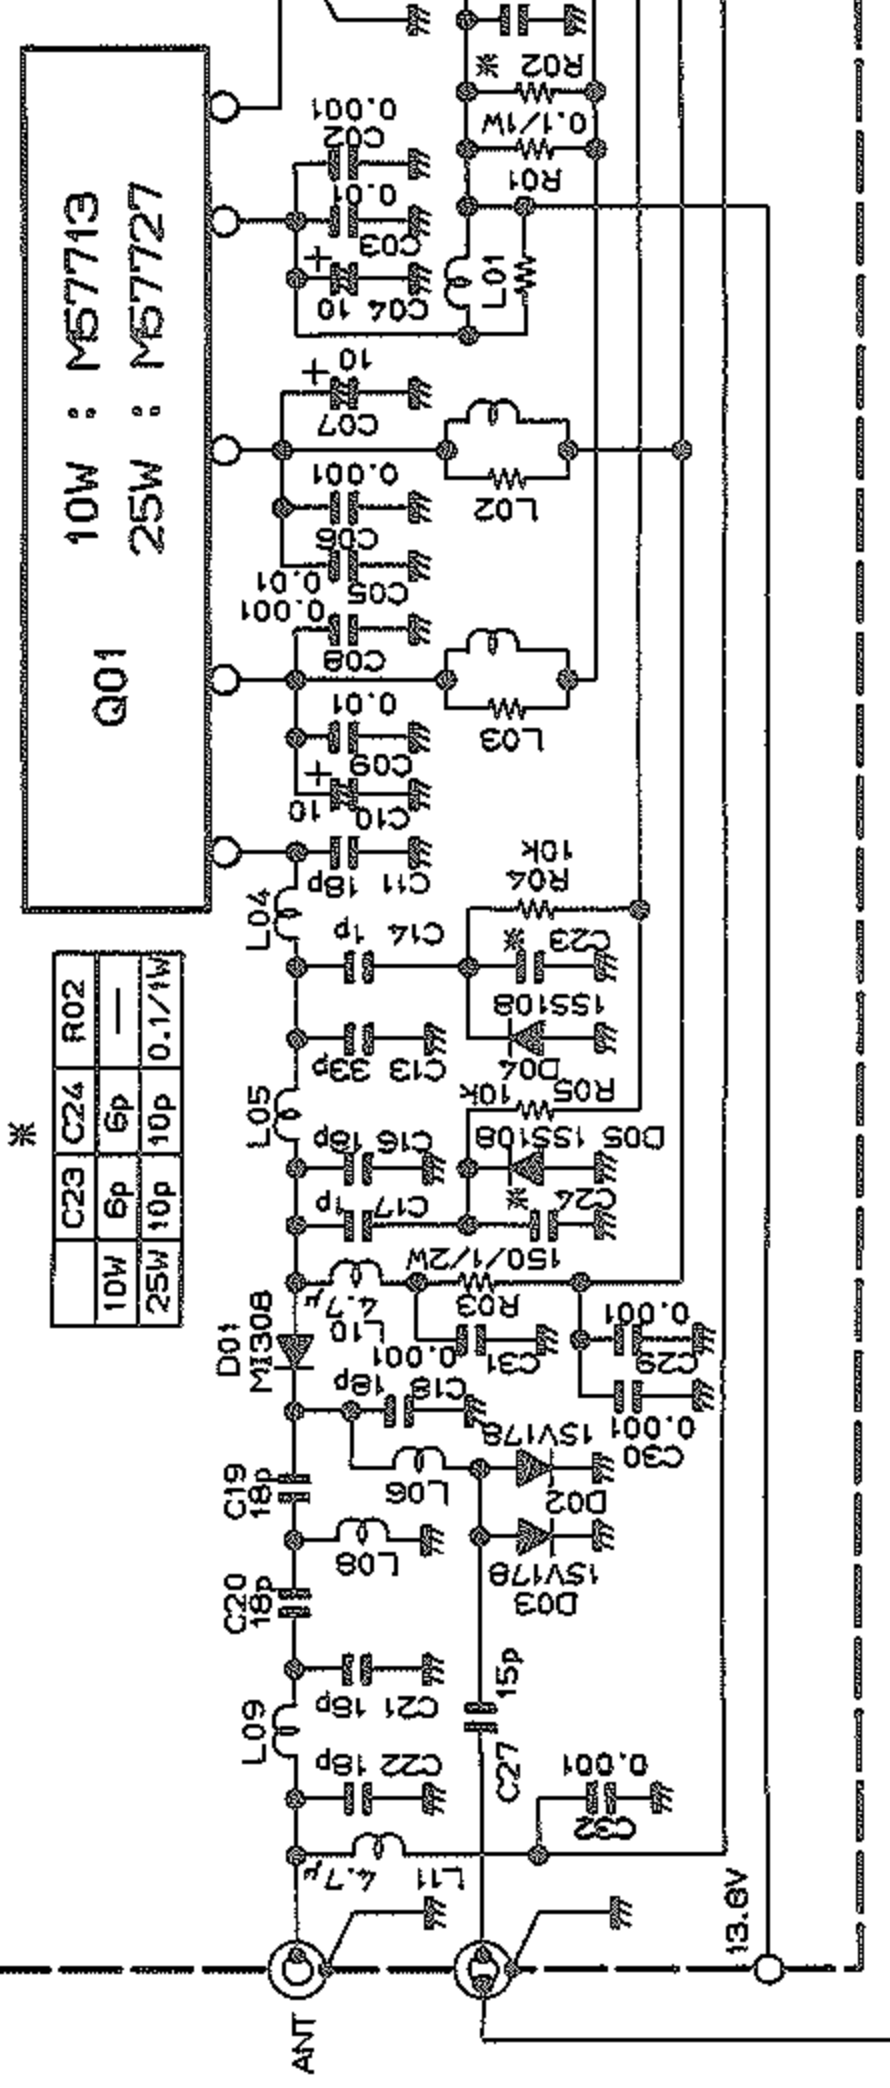 10W : M57713
25W : M57727
Q01
※
C23 C24 R02
10W 6p 6p —
25W 10p 10p 0.1/1W
※ R02
0.1/1W
R01
0.001
C02
0.01
C03
+
10 C04
L01
+
10
C07
0.001
C06
0.01
C05
L02
0.001
C08
0.01
C09
+
10
C10
L03
18p C11
L04
1p C14
10k
R04
※ C23
1SS108
D04
33p C13
L05
10k R05
18p C16
1SS108 D05
1p C17
※ C24
150/1/2W
R03
4.7μ
L10
0.001 C31
0.001
C29
0.001
C30
D01
MI308
18p C18
1SV178
D02
L06
C19
18p
L08
1SV178
D03
C20
18p
18p C21
L09
15p
C27
18p C22
0.001
C32
4.7μ L11
13.8V
ANT